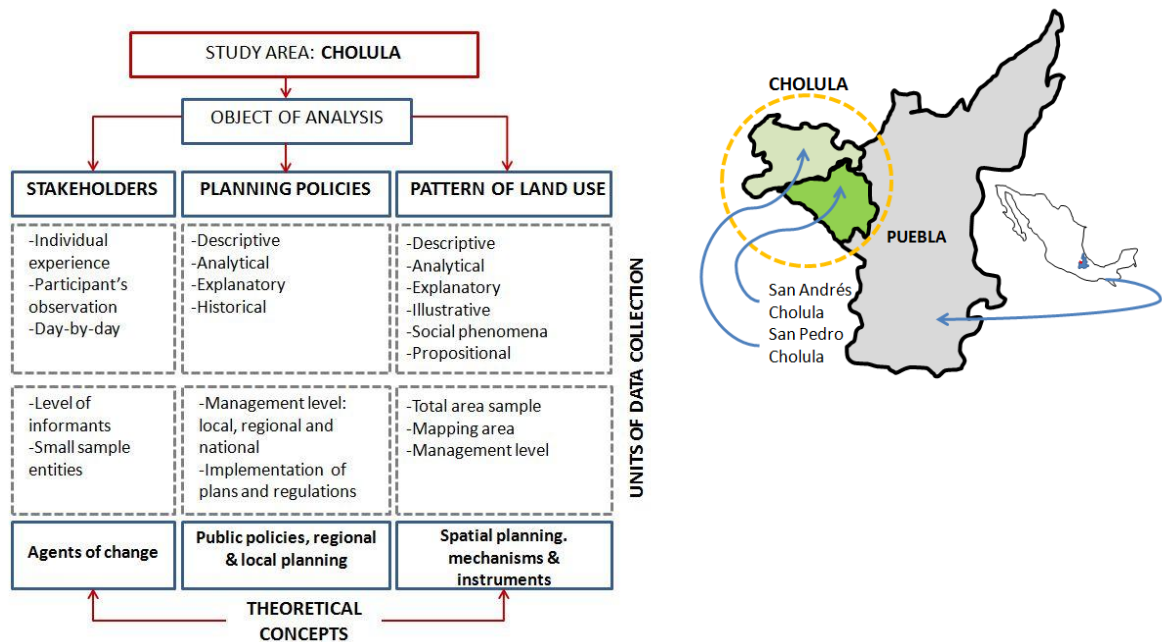 STUDY AREA: CHOLULA
OBJECT OF ANALYSIS
STAKEHOLDERS
-Individual
experience
-Participant's
observation
-Day-by-day
-Level of
informants
-Small sample
entities
Agents of change
PLANNING POLICIES
-Descriptive
-Analytical
-Explanatory
-Historical
-Management level:
local, regional and
national
-Implementation of
plans and regulations
Public policies, regional
& local planning
PATTERN OF LAND USE
-Descriptive
-Analytical
-Explanatory
-Illustrative
-Social phenomena
-Propositional
-Total area sample
-Mapping area
-Management level
Spatial planning.
mechanisms &
instruments
UNITS OF DATA COLLECTION
THEORETICAL
CONCEPTS
CHOLULA
PUEBLA
San Andrés
Cholula
San Pedro
Cholula